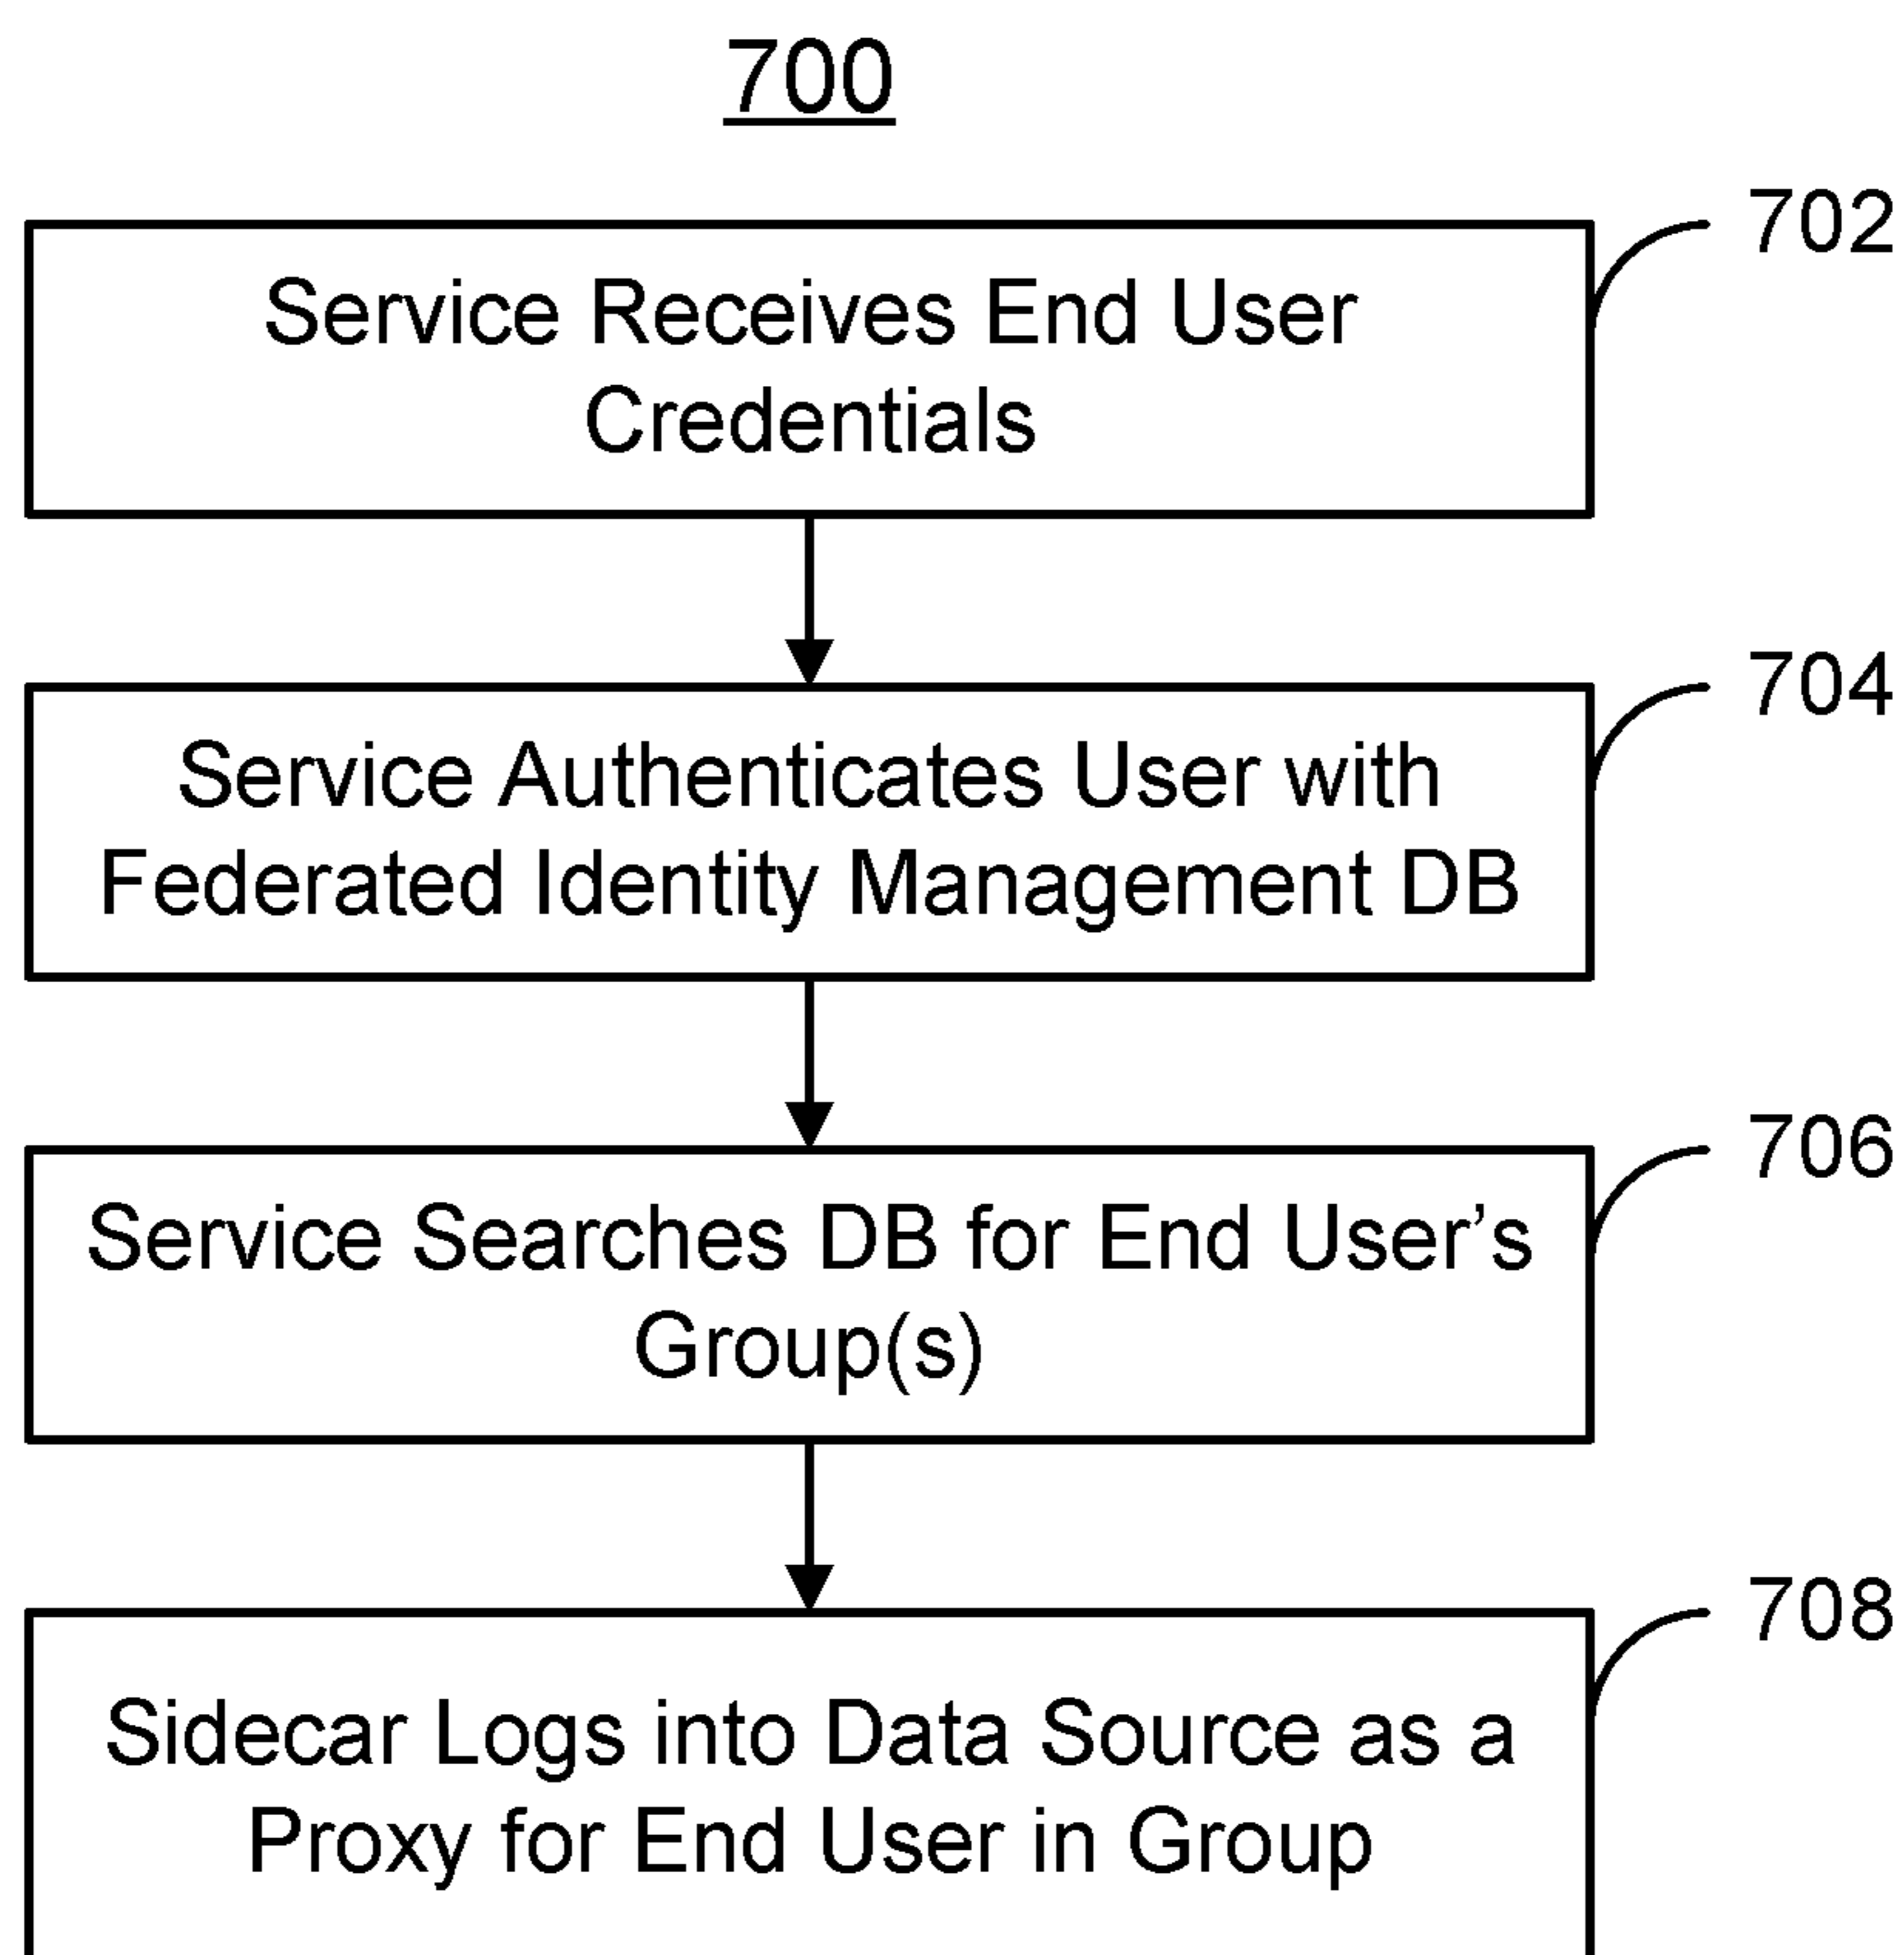 700
702
Service Receives End User
Credentials
704
Service Authenticates User with
Federated Identity Management DB
706
Service Searches DB for End User’s
Group(s)
708
Sidecar Logs into Data Source as a
Proxy for End User in Group